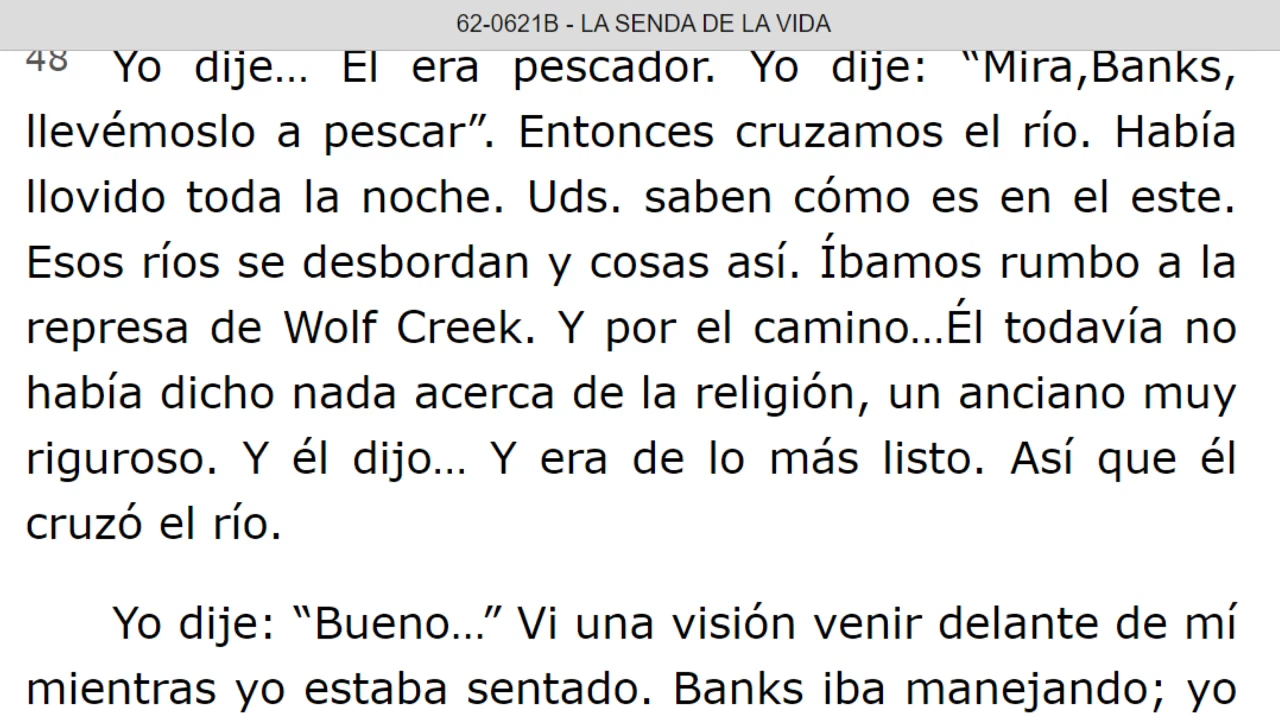 62-0621B - LA SENDA DE LA VIDA
48 Yo dije... Él era pescador. Yo dije: “Mira,Banks,
llevémoslo a pescar”. Entonces cruzamos el río. Había
llovido toda la noche. Uds. saben cómo es en el este.
Esos ríos se desbordan y cosas así. Íbamos rumbo a la
represa de Wolf Creek. Y por el camino...Él todavía no
había dicho nada acerca de la religión, un anciano muy
riguroso. Y él dijo... Y era de lo más listo. Así que él
cruzó el río.
Yo dije: “Bueno...” Vi una visión venir delante de mí
mientras yo estaba sentado. Banks iba manejando; yo